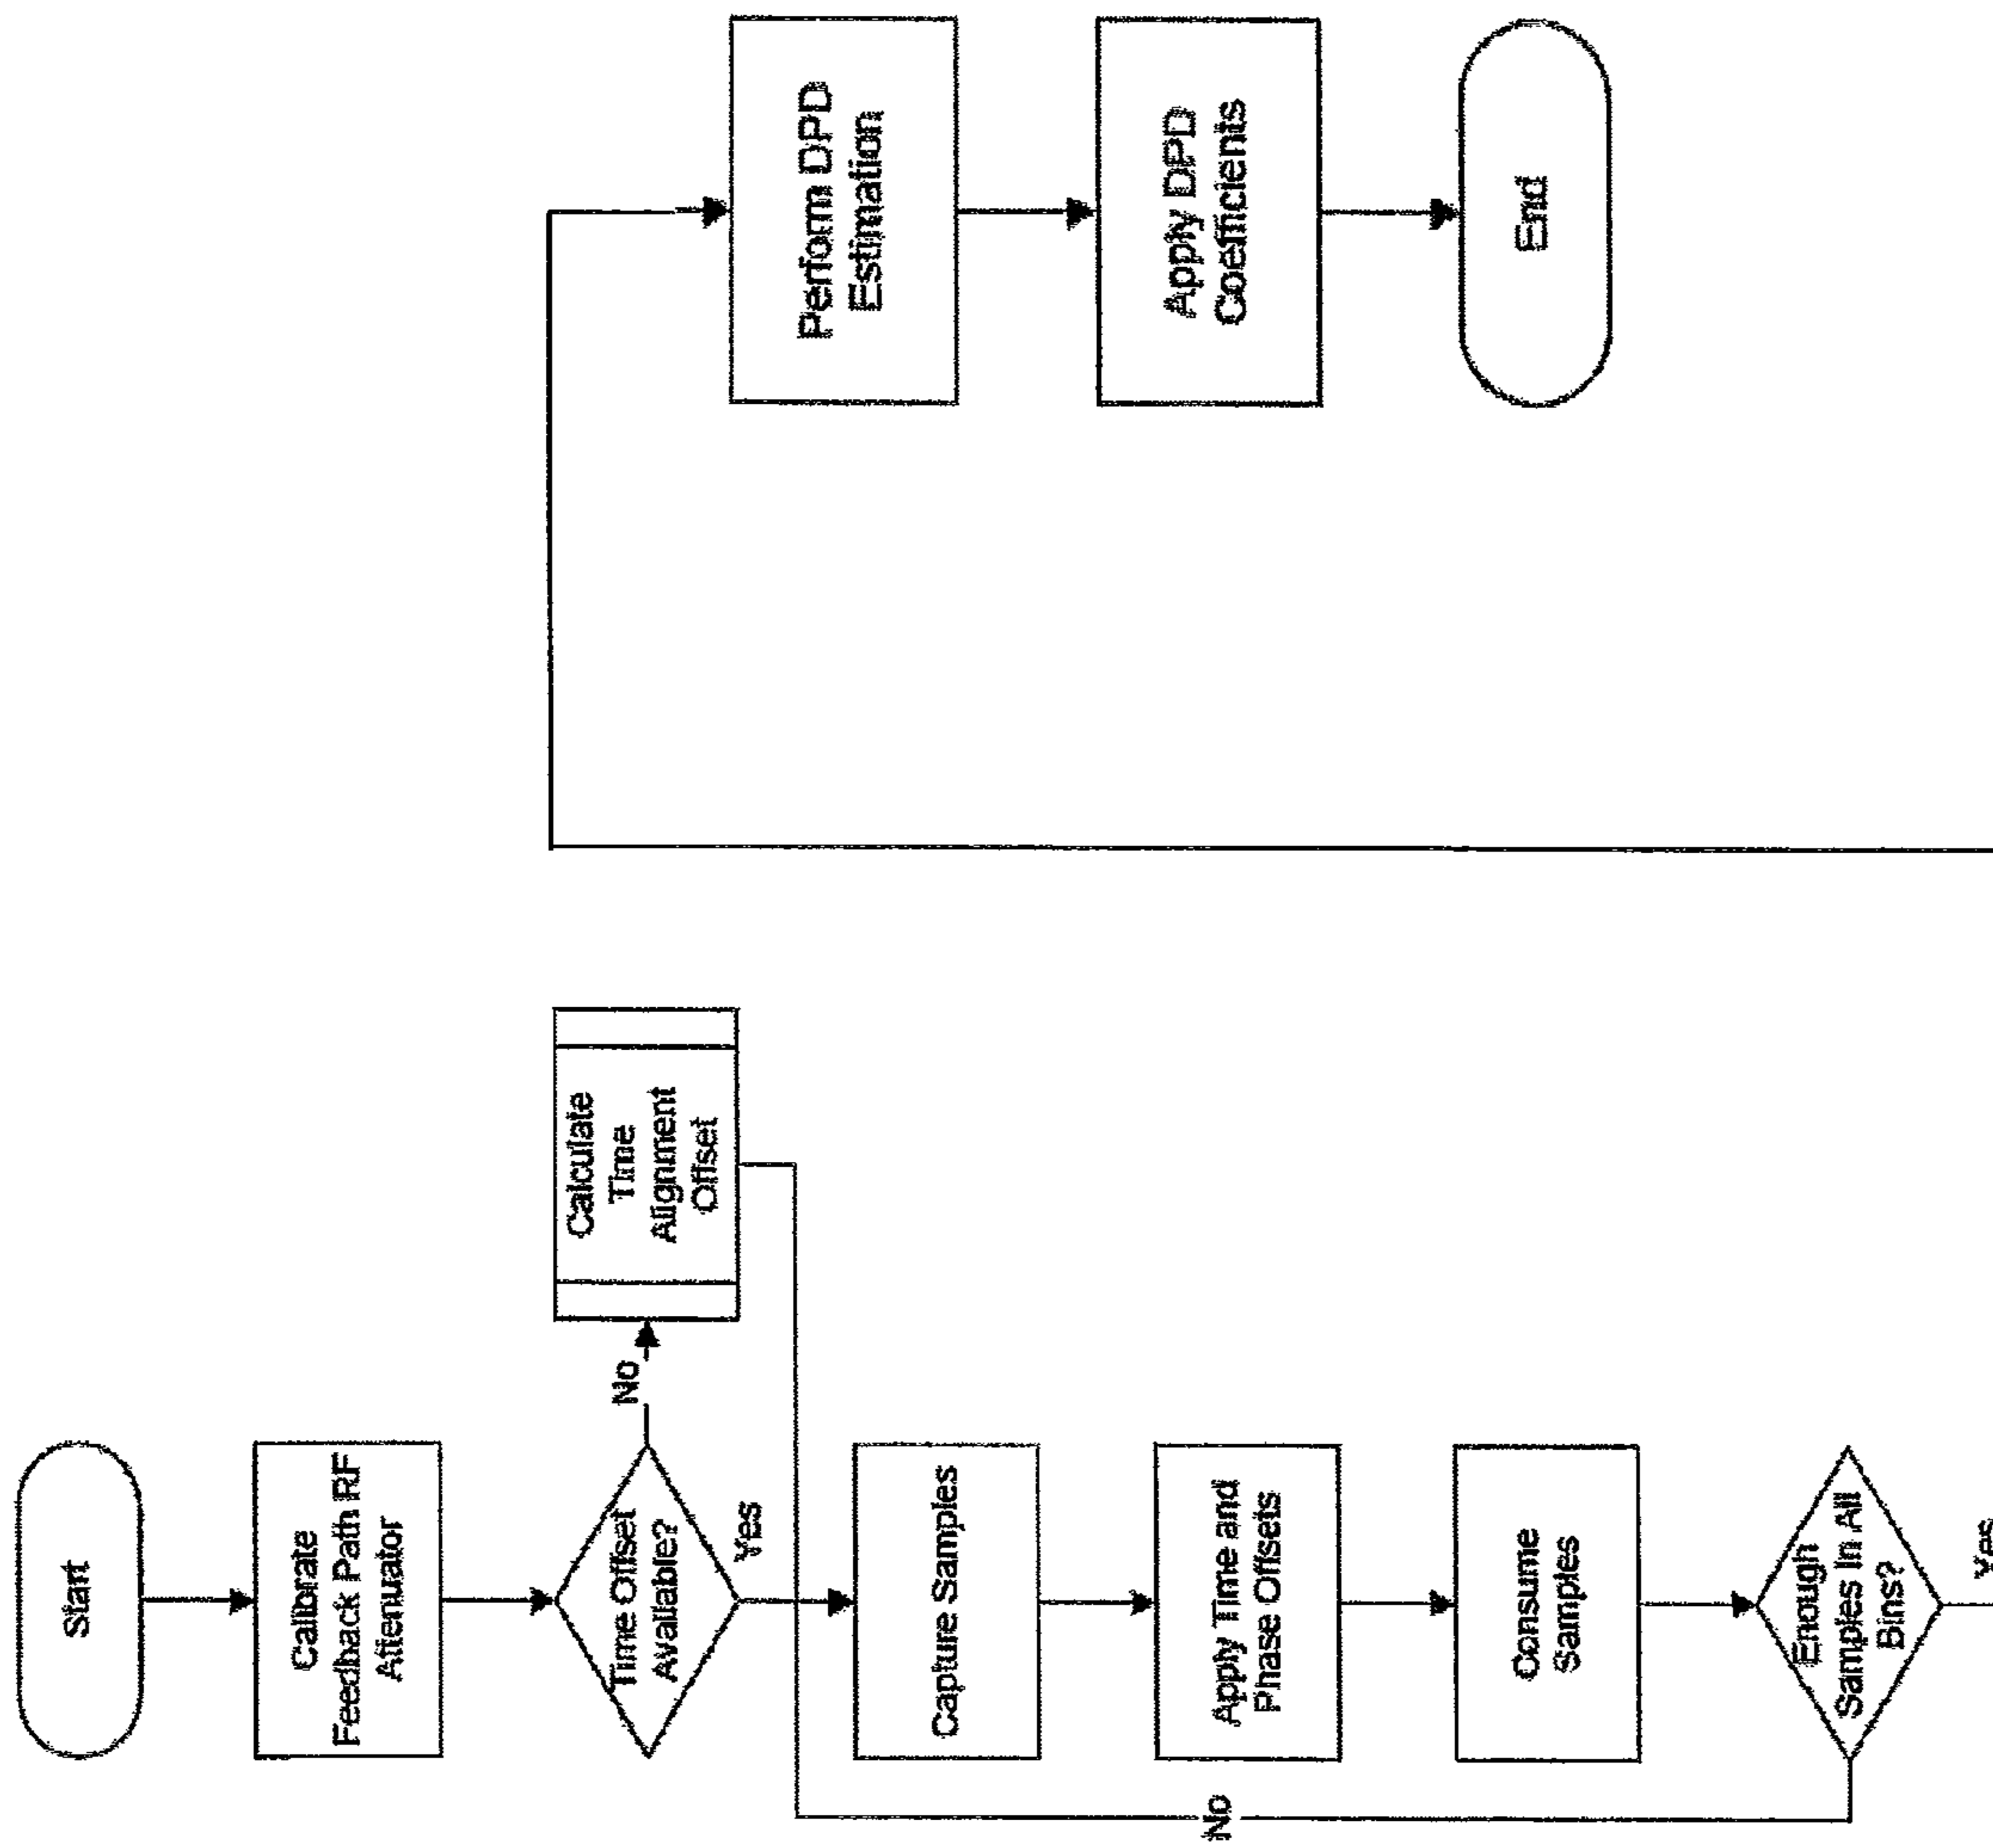 Start
Calibrate
Feedback Path RF
Attenuator
Time Offset
Available?
No
Calculate
Time
Alignment
Offset
Yes
Capture Samples
Apply Time and
Phase Offsets
Consume
Samples
Enough
Samples In All
Bins?
No
Yes
Perform DPD
Estimation
Apply DPD
Coefficients
End